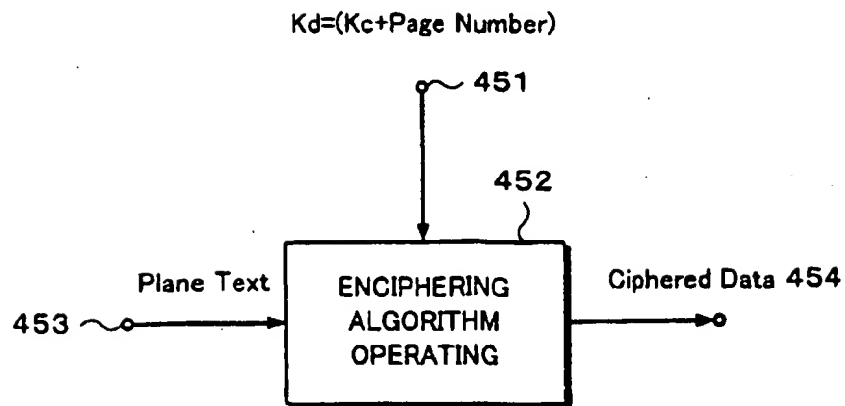 Kd=(Kc+Page Number)
451
452
Plane Text
ENCIPHERING
Ciphered Data 454
453
ALGORITHM
OPERATING